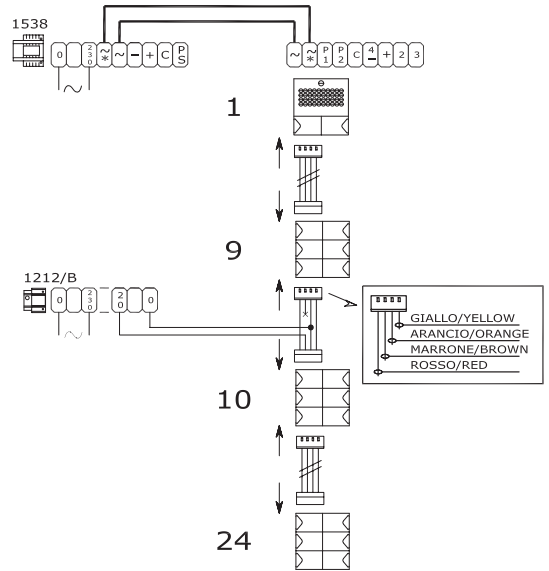 1538
0 230 ~* ~ - + C PS
~ ~* P1 P2 C 4- + 2 3
~
1
9
1212/B
0 230 20 0
~
GIALLO/YELLOW
ARANCIO/ORANGE
MARRONE/BROWN
ROSSO/RED
10
24